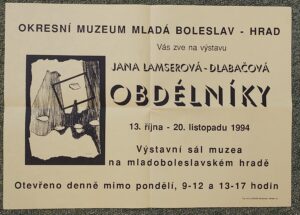 OKRESNÍ MUZEUM MLADÁ BOLESLAV - HRAD
Vás zve na výstavu
JANA LAMSEROVÁ - DLABAČOVÁ
OBDÉLNÍKY
13. října - 20. listopadu 1994
Výstavní sál muzea
na mladoboleslavském hradě
Otevřeno denně mimo pondělí, 9-12 a 13-17 hodin